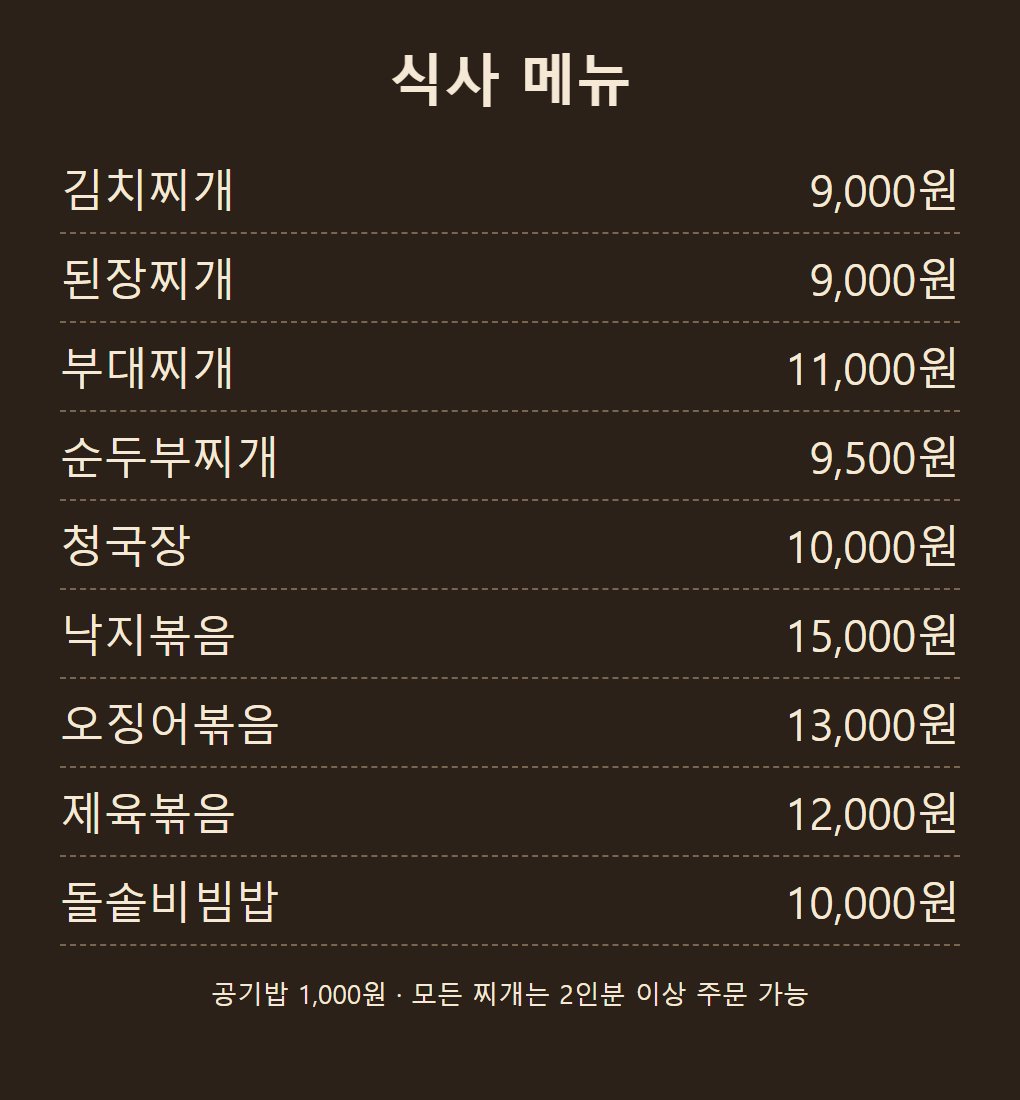 식사 메뉴
김치찌개 9,000원
된장찌개 9,000원
부대찌개 11,000원
순두부찌개 9,500원
청국장 10,000원
낙지볶음 15,000원
오징어볶음 13,000원
제육볶음 12,000원
돌솥비빔밥 10,000원
공기밥 1,000원 · 모든 찌개는 2인분 이상 주문 가능